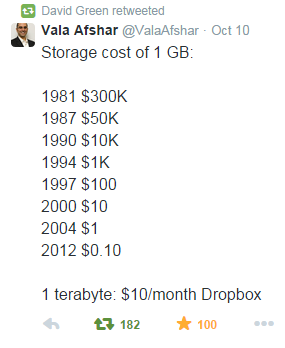 David Green retweeted
Vala Afshar @ValaAfshar · Oct 10
Storage cost of 1 GB:
1981 $300K
1987 $50K
1990 $10K
1994 $1K
1997 $100
2000 $10
2004 $1
2012 $0.10
1 terabyte: $10/month Dropbox
182 100